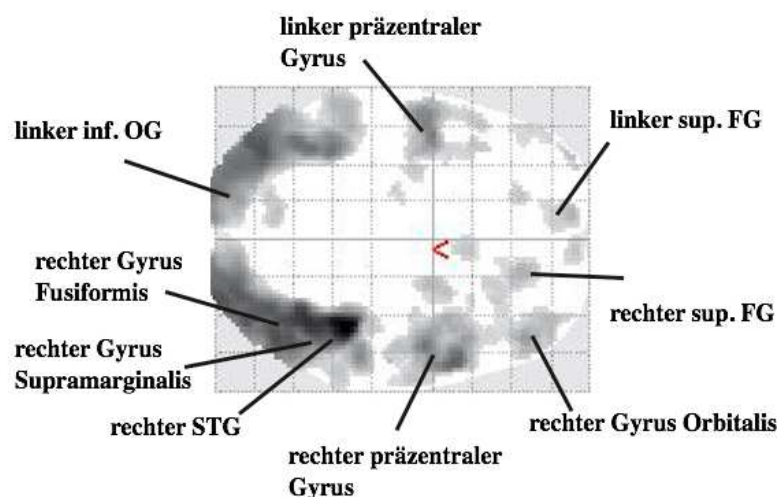 linker präzentraler
Gyrus
linker inf. OG
linker sup. FG
rechter Gyrus
Fusiformis
rechter sup. FG
rechter Gyrus
Supramarginalis
rechter STG
rechter Gyrus Orbitalis
rechter präzentraler
Gyrus